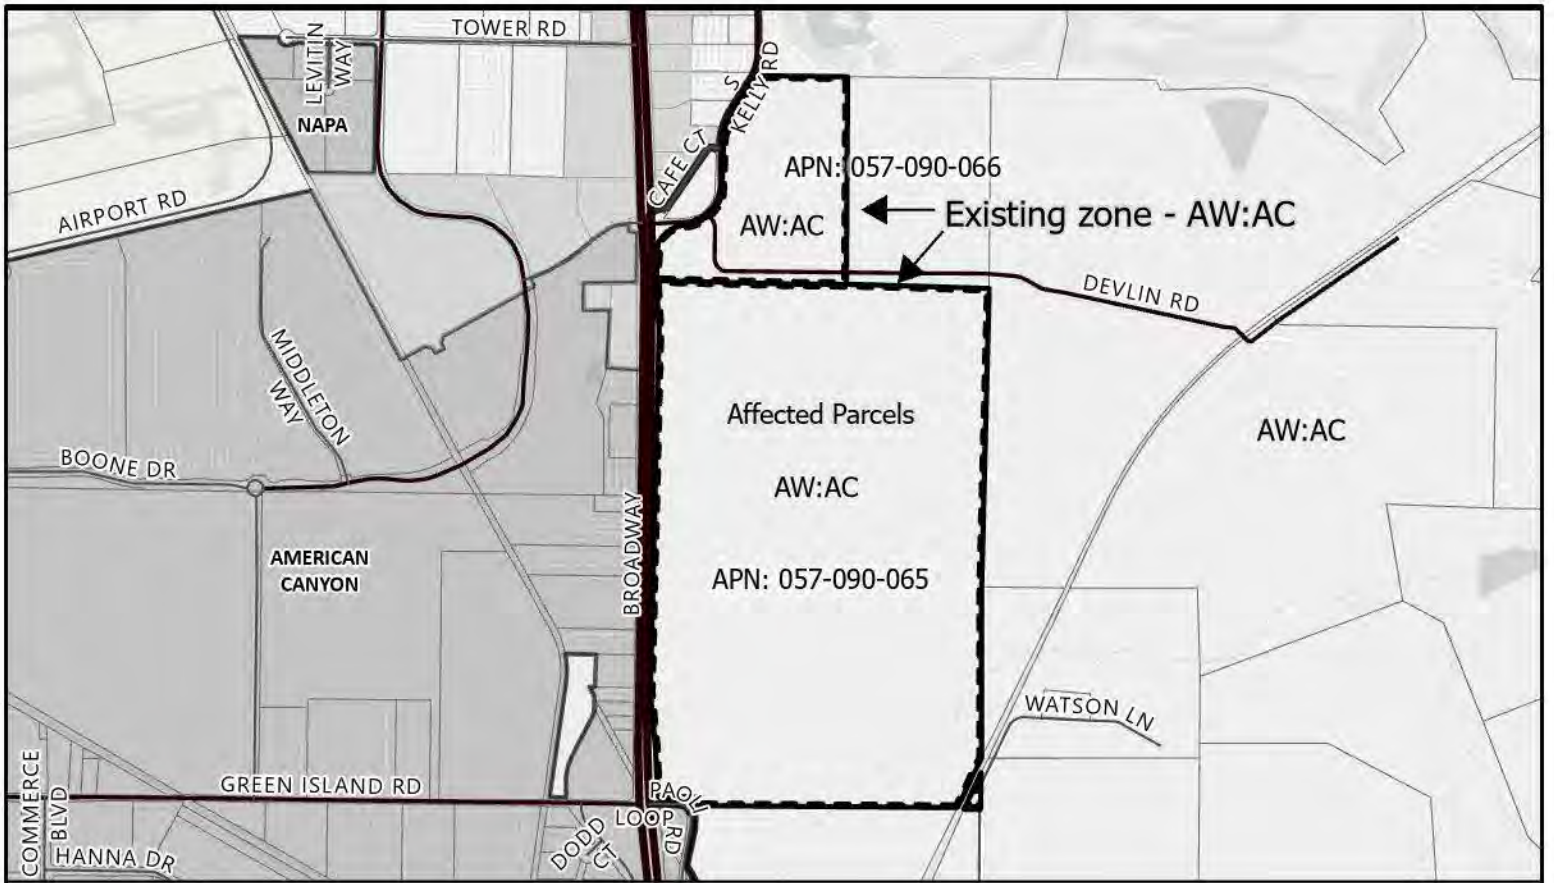 TOWER RD
LEVITIN
WAY
NAPA
S
KELLY RD
CAFE CT
APN: 057-090-066
AIRPORT RD
AW:AC
Existing zone - AW:AC
DEVLIN RD
MIDDLETON
WAY
Affected Parcels
AW:AC
BOONE DR
AW:AC
BROADWAY
AMERICAN
CANYON
APN: 057-090-065
WATSON LN
GREEN ISLAND RD
PAOLI
LOOP
RD
COMMERCE
BLVD
DODD
CT
HANNA DR